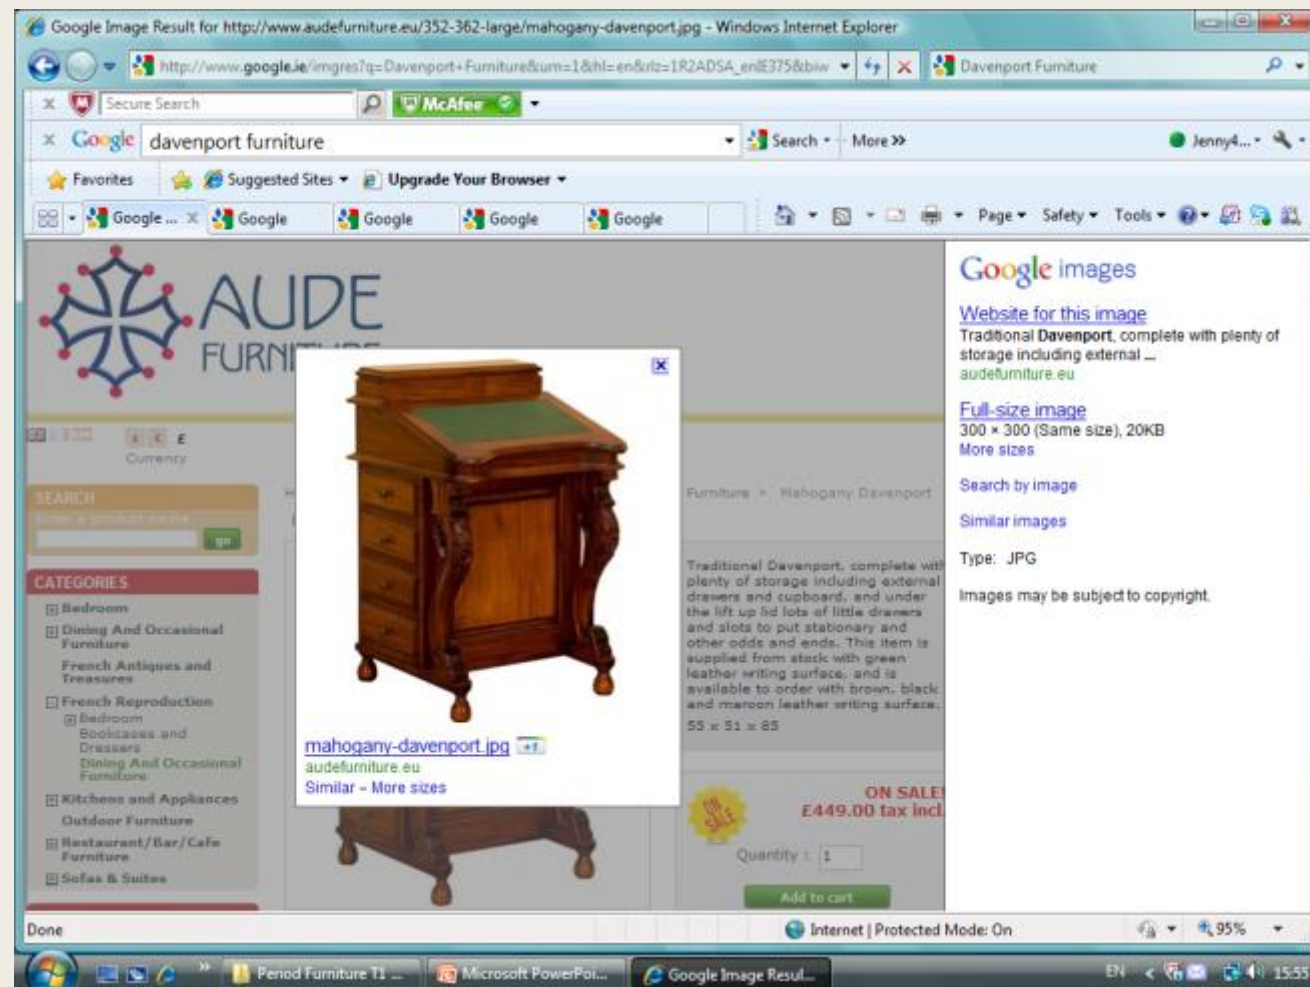 Google Image Result for http://www.audefurniture.eu/352-362-large/mahogany-davenport.jpg - Windows Internet Explorer
http://www.google.ie/imgres?q=Davenport+Furniture&um=1&hl=en&rlz=1R2ADSA_enIE375&biw
Davenport Furniture
Secure Search
McAfee
Google davenport furniture
Search
More >>
Jenny4...
Favorites
Suggested Sites
Upgrade Your Browser
Google ...
Google
Google
Google
Google
Page
Safety
Tools
AUDE
FURNITURE
Currency
£
SEARCH
Enter a product name
go
CATEGORIES
Bedroom
Dining And Occasional
Furniture
French Antiques and
Treasures
French Reproduction
Bedroom
Bookcases and
Dressers
Dining And Occasional
Furniture
Kitchens and Appliances
Outdoor Furniture
Restaurant/Bar/Cafe
Furniture
Sofas & Suites
mahogany-davenport.jpg +1
audefurniture.eu
Similar – More sizes
Furniture > Mahogany Davenport
Traditional Davenport, complete with
plenty of storage including external
drawers and cupboard, and under
the lift up lid lots of little drawers
and slots to put stationary and
other odds and ends. This item is
supplied from stock with green
leather writing surface, and is
available to order with brown, black
and maroon leather writing surface.
55 x 51 x 85
ON SALE
ON SALE!
£449.00 tax incl.
Quantity : 1
Add to cart
Google images
Website for this image
Traditional Davenport, complete with plenty of
storage including external ...
audefurniture.eu
Full-size image
300 × 300 (Same size), 20KB
More sizes
Search by image
Similar images
Type: JPG
Images may be subject to copyright.
Done
Internet | Protected Mode: On
95%
Period Furniture T1 ...
Microsoft PowerPoi...
Google Image Resul...
EN
15:55